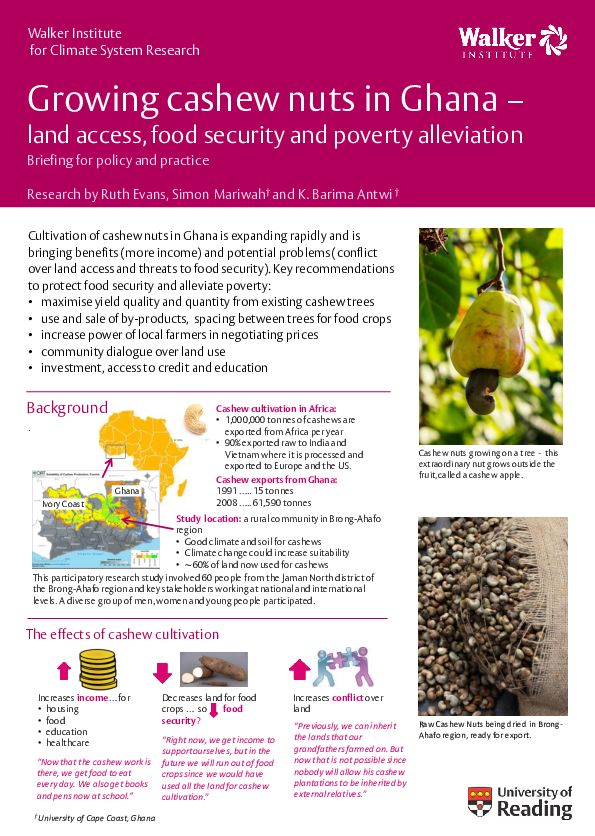 Walker Institute
for Climate System Research
Walker
INSTITUTE
Growing cashew nuts in Ghana –
land access, food security and poverty alleviation
Briefing for policy and practice
Research by Ruth Evans, Simon Mariwah† and K. Barima Antwi†
Cultivation of cashew nuts in Ghana is expanding rapidly and is
bringing benefits (more income) and potential problems (conflict
over land access and threats to food security). Key recommendations
to protect food security and alleviate poverty:
• maximise yield quality and quantity from existing cashew trees
• use and sale of by-products, spacing between trees for food crops
• increase power of local farmers in negotiating prices
• community dialogue over land use
• investment, access to credit and education
Cashew nuts growing on a tree - this
extraordinary nut grows outside the
fruit, called a cashew apple.
Background
.
Cashew cultivation in Africa:
• 1,000,000 tonnes of cashews are
exported from Africa per year
• 90% exported raw to India and
Vietnam where it is processed and
exported to Europe and the US.
Cashew exports from Ghana:
1991 ..... 15 tonnes
2008 ..... 61,590 tonnes
Ghana
Ivory Coast
Study location: a rural community in Brong-Ahafo
region
• Good climate and soil for cashews
• Climate change could increase suitability
• ~60% of land now used for cashews
This participatory research study involved 60 people from the Jaman North district of
the Brong-Ahafo region and key stakeholders working at national and international
levels. A diverse group of men, women and young people participated.
The effects of cashew cultivation
Increases income...for
• housing
• food
• education
• healthcare
"Now that the cashew work is
there, we get food to eat
every day. We also get books
and pens now at school."
Decreases land for food
crops ... so food
security?
"Right now, we get income to
support ourselves, but in the
future we will run out of food
crops since we would have
used all the land for cashew
cultivation."
Increases conflict over
land
"Previously, we can inherit
the lands that our
grandfathers farmed on. But
now that is not possible since
nobody will allow his cashew
plantations to be inherited by
external relatives."
Raw Cashew Nuts being dried in Brong-
Ahafo region, ready for export.
† University of Cape Coast, Ghana
University of
Reading